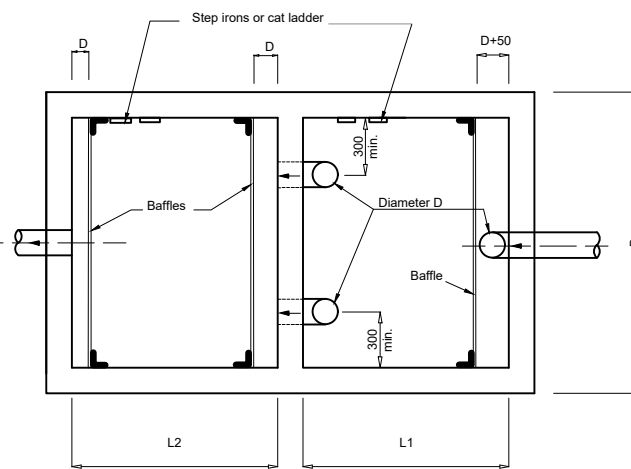 Step irons or cat ladder
D
D
D+50
300
min.
Baffles
Diameter D
Baffle
300
min.
L2
L1